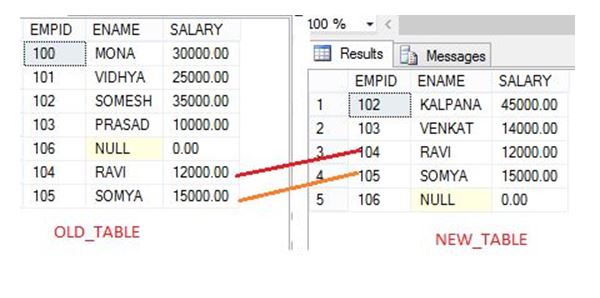 EMPID ENAME SALARY
100 MONA 30000.00
101 VIDHYA 25000.00
102 SOMESH 35000.00
103 PRASAD 10000.00
106 NULL 0.00
104 RAVI 12000.00
105 SOMYA 15000.00
OLD_TABLE
100 %
Results Messages
EMPID ENAME SALARY
1 102 KALPANA 45000.00
2 103 VENKAT 14000.00
3 104 RAVI 12000.00
4 105 SOMYA 15000.00
5 106 NULL 0.00
NEW_TABLE